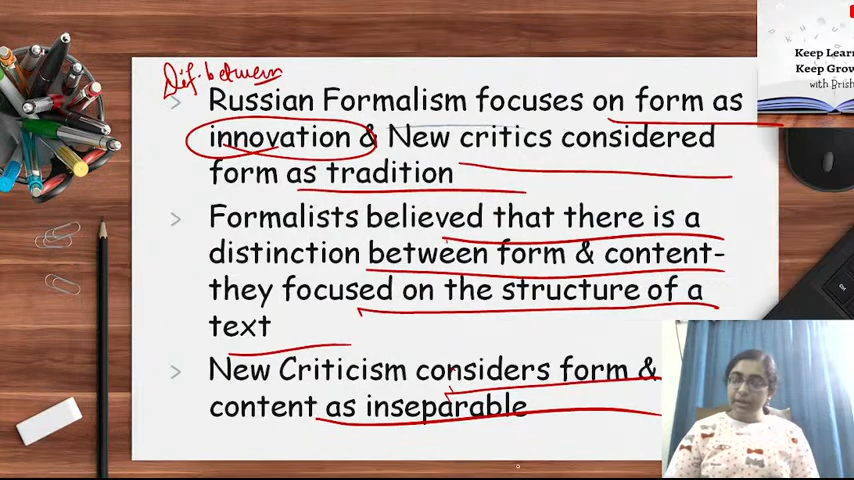 Dif. between
Russian Formalism focuses on form as
innovation & New critics considered
form as tradition
Formalists believed that there is a
distinction between form & content-
they focused on the structure of a
text
New Criticism considers form &
content as inseparable
Keep Lear
Keep Grow
with Brish